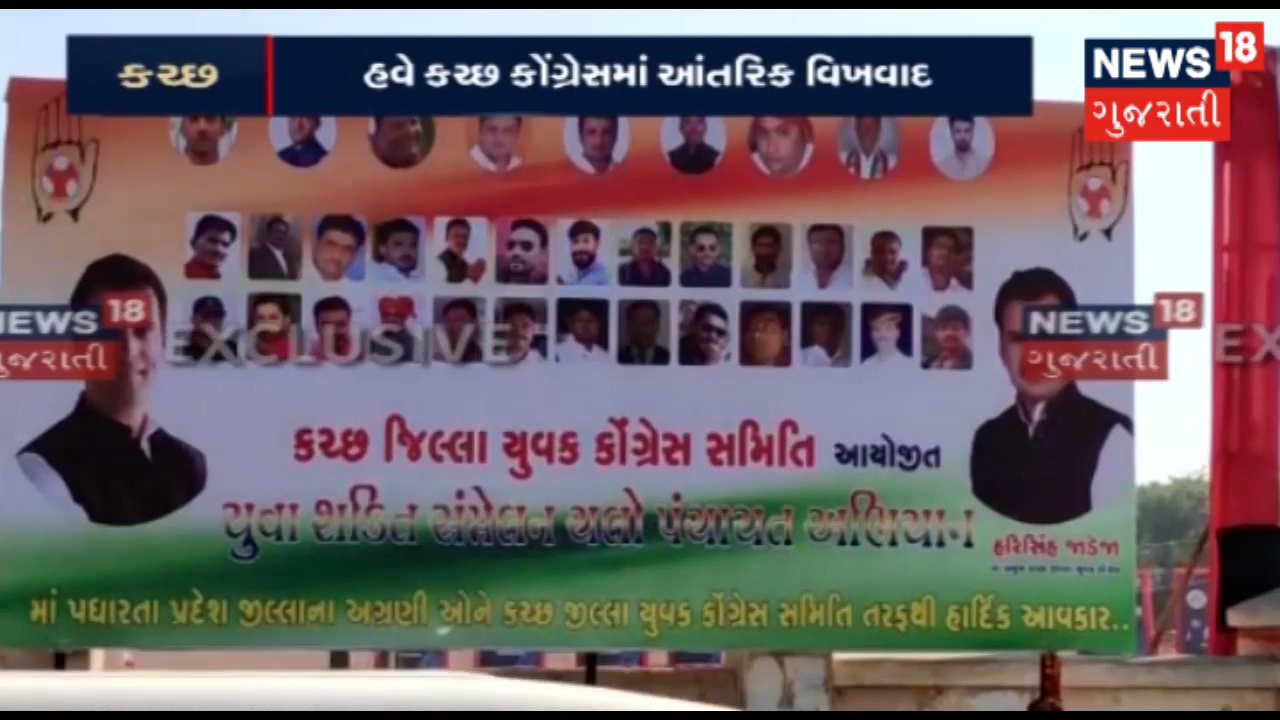 કચ્છ
હવે કચ્છ કોંગ્રેસમાં આંતરિક વિખવાદ
NEWS 18
ગુજરાતી
NEWS 18
ગુજરાતી
EXCLUSIVE
NEWS 18
ગુજરાતી
EX
કચ્છ જિલ્લા યુવક કોંગ્રેસ સમિતિ આયોજીત
યુવા શક્તિ સંમેલન ચલો પંચાયત અભિયાન
હરિસિંહ જાડેજા
માં પધારતા પ્રદેશ જીલ્લાના અગ્રણી ઓને કચ્છ જીલ્લા યુવક કોંગ્રેસ સમિતિ તરફથી હાર્દિક આવકાર..